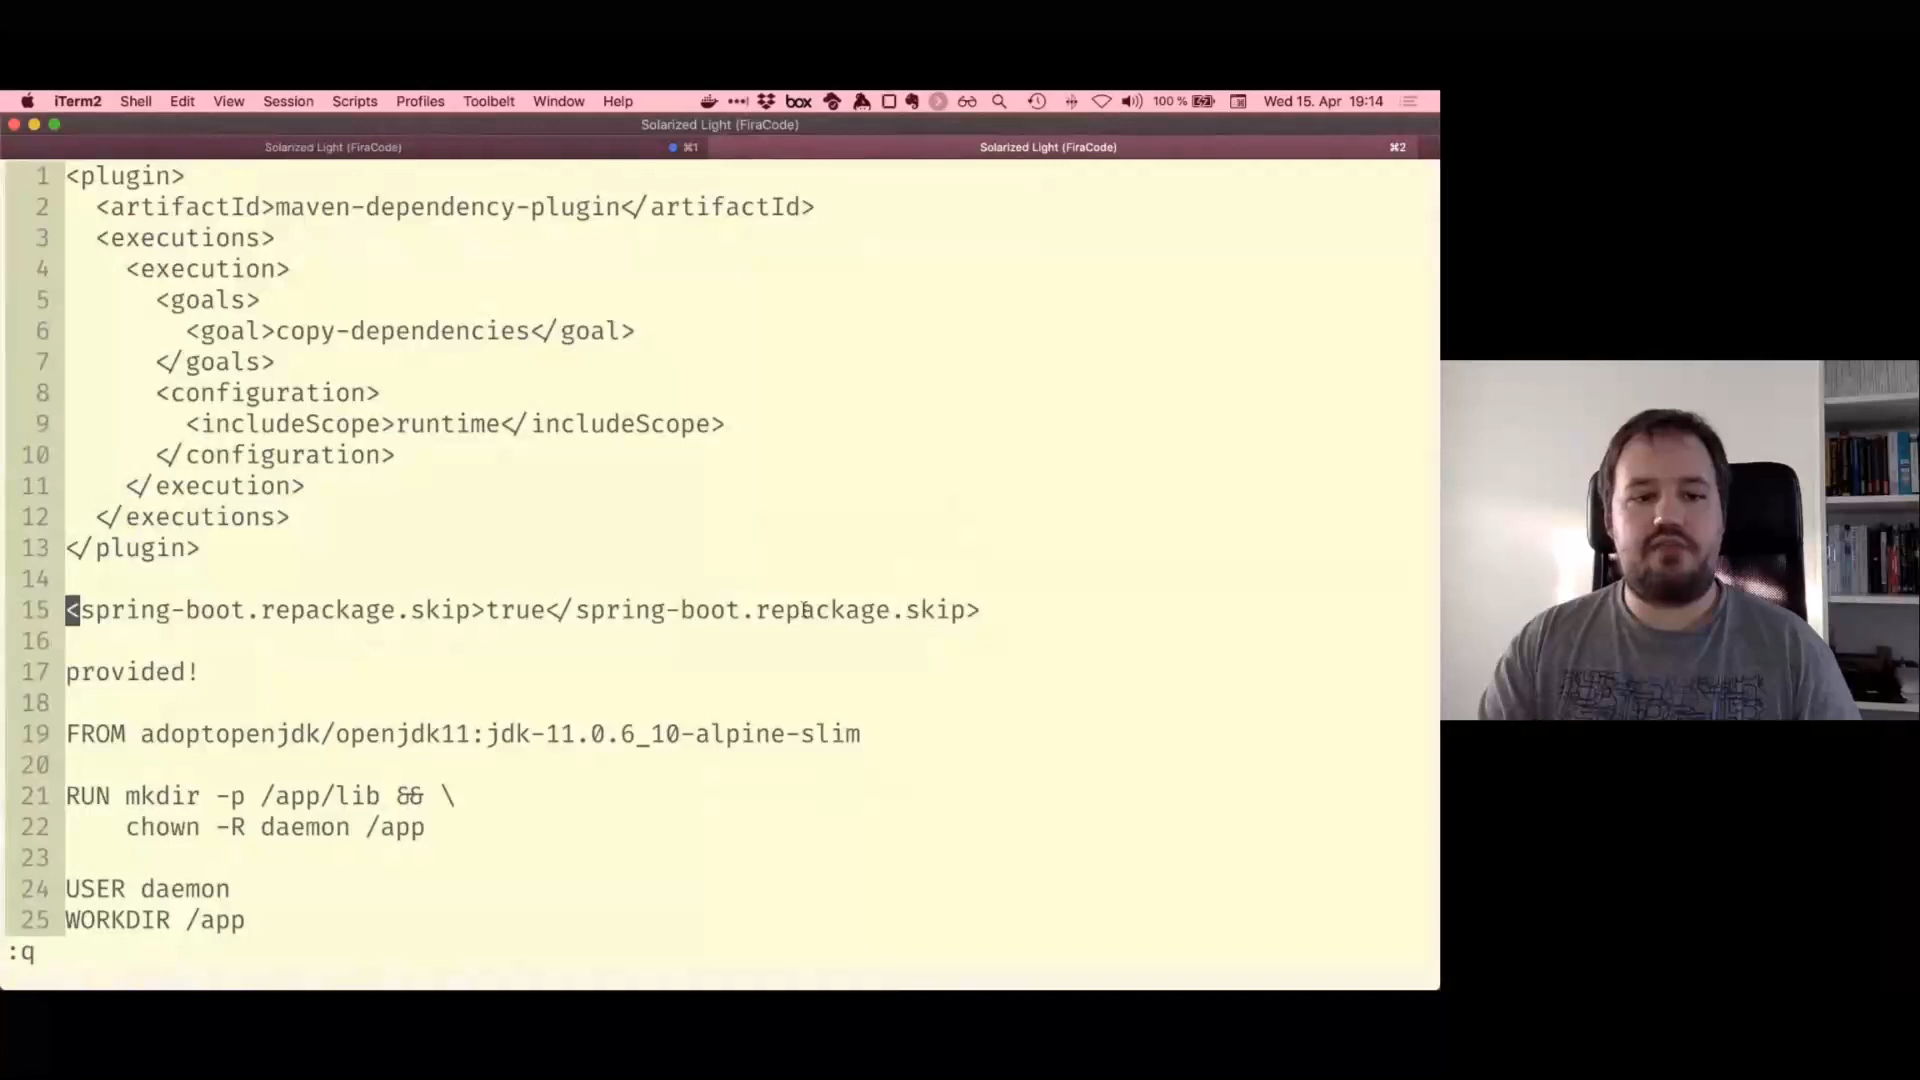 iTerm2 Shell Edit View Session Scripts Profiles Toolbelt Window Help box 100 % Wed 15. Apr 19:14
Solarized Light (FiraCode)
Solarized Light (FiraCode) ⌘1 Solarized Light (FiraCode) ⌘2
1 <plugin>
2   <artifactId>maven-dependency-plugin</artifactId>
3   <executions>
4     <execution>
5       <goals>
6         <goal>copy-dependencies</goal>
7       </goals>
8       <configuration>
9         <includeScope>runtime</includeScope>
10       </configuration>
11     </execution>
12   </executions>
13 </plugin>
14
15 <spring-boot.repackage.skip>true</spring-boot.repackage.skip>
16
17 provided!
18
19 FROM adoptopenjdk/openjdk11:jdk-11.0.6_10-alpine-slim
20
21 RUN mkdir -p /app/lib && \
22     chown -R daemon /app
23
24 USER daemon
25 WORKDIR /app
:q